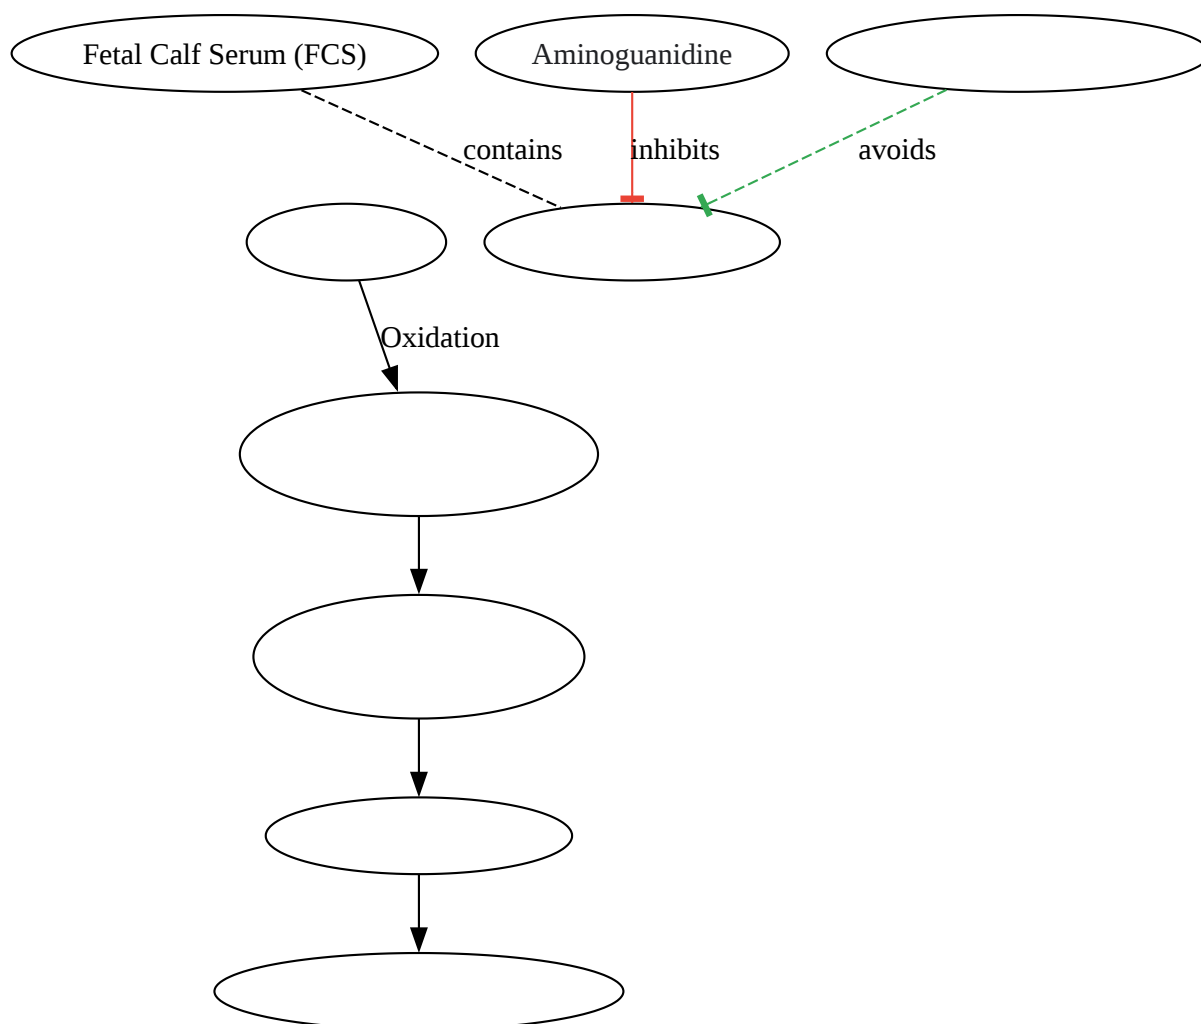 Fetal Calf Serum (FCS)
Aminoguanidine
contains
inhibits
avoids
Oxidation